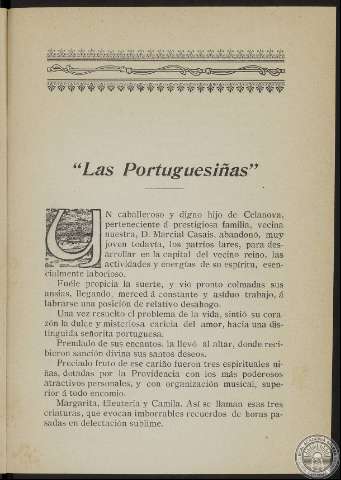 “Las Portuguesiñas”
UN caballeroso y digno hijo de Celanova,
perteneciente á prestigiosa familia, vecina
nuestra, D. Marcial Casais, abandonó, muy
joven todavía, los patrios lares, para des-
arrollar en la capital del vecino reino, las
actividades y energías de su espíritu, esen-
cialmente laborioso.
Fuéle propicia la suerte, y vió pronto colmadas sus
ansias, llegando, merced á constante y asíduo trabajo, á
labrarse una posición de relativo desahogo.
Una vez resuelto el problema de la vida, sintió su cora-
zón la dulce y misteriosa caricia del amor, hacia una dis-
tinguida señorita portuguesa.
Prendado de sus encantos, la llevó al altar, donde reci-
bieron sanción divina sus santos deseos.
Preciado fruto de ese cariño fueron tres espirituales ni-
ñas, dotadas por la Providencia con los más poderosos
atractivos personales, y con organización musical, supe-
rior á todo encomio.
Margarita, Eleuteria y Camila. Así se llaman esas tres
criaturas, que evocan imborrables recuerdos de horas pa-
sadas en delectación sublime.